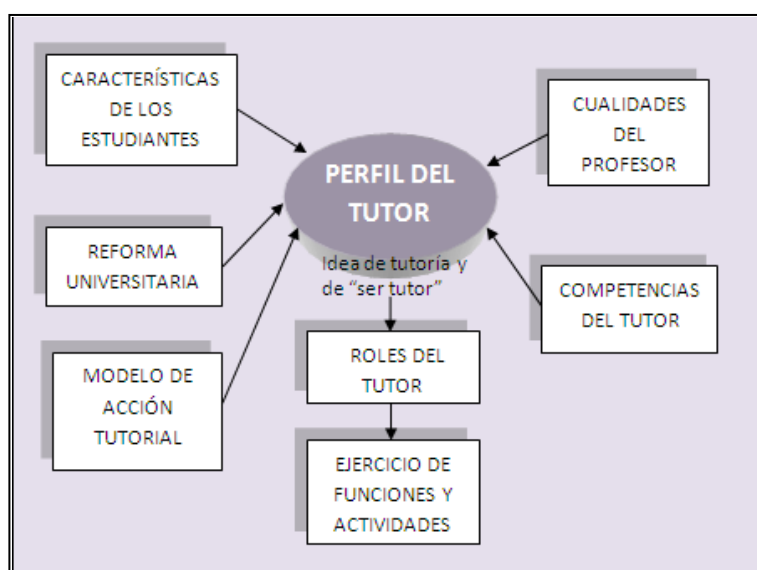 CARACTERÍSTICAS
DE LOS
ESTUDIANTES
CUALIDADES
DEL
PROFESOR
PERFIL DEL
TUTOR
Idea de tutoría y
de “ser tutor”
REFORMA
UNIVERSITARIA
COMPETENCIAS
DEL TUTOR
MODELO DE
ACCIÓN
TUTORIAL
ROLES DEL
TUTOR
EJERCICIO DE
FUNCIONES Y
ACTIVIDADES